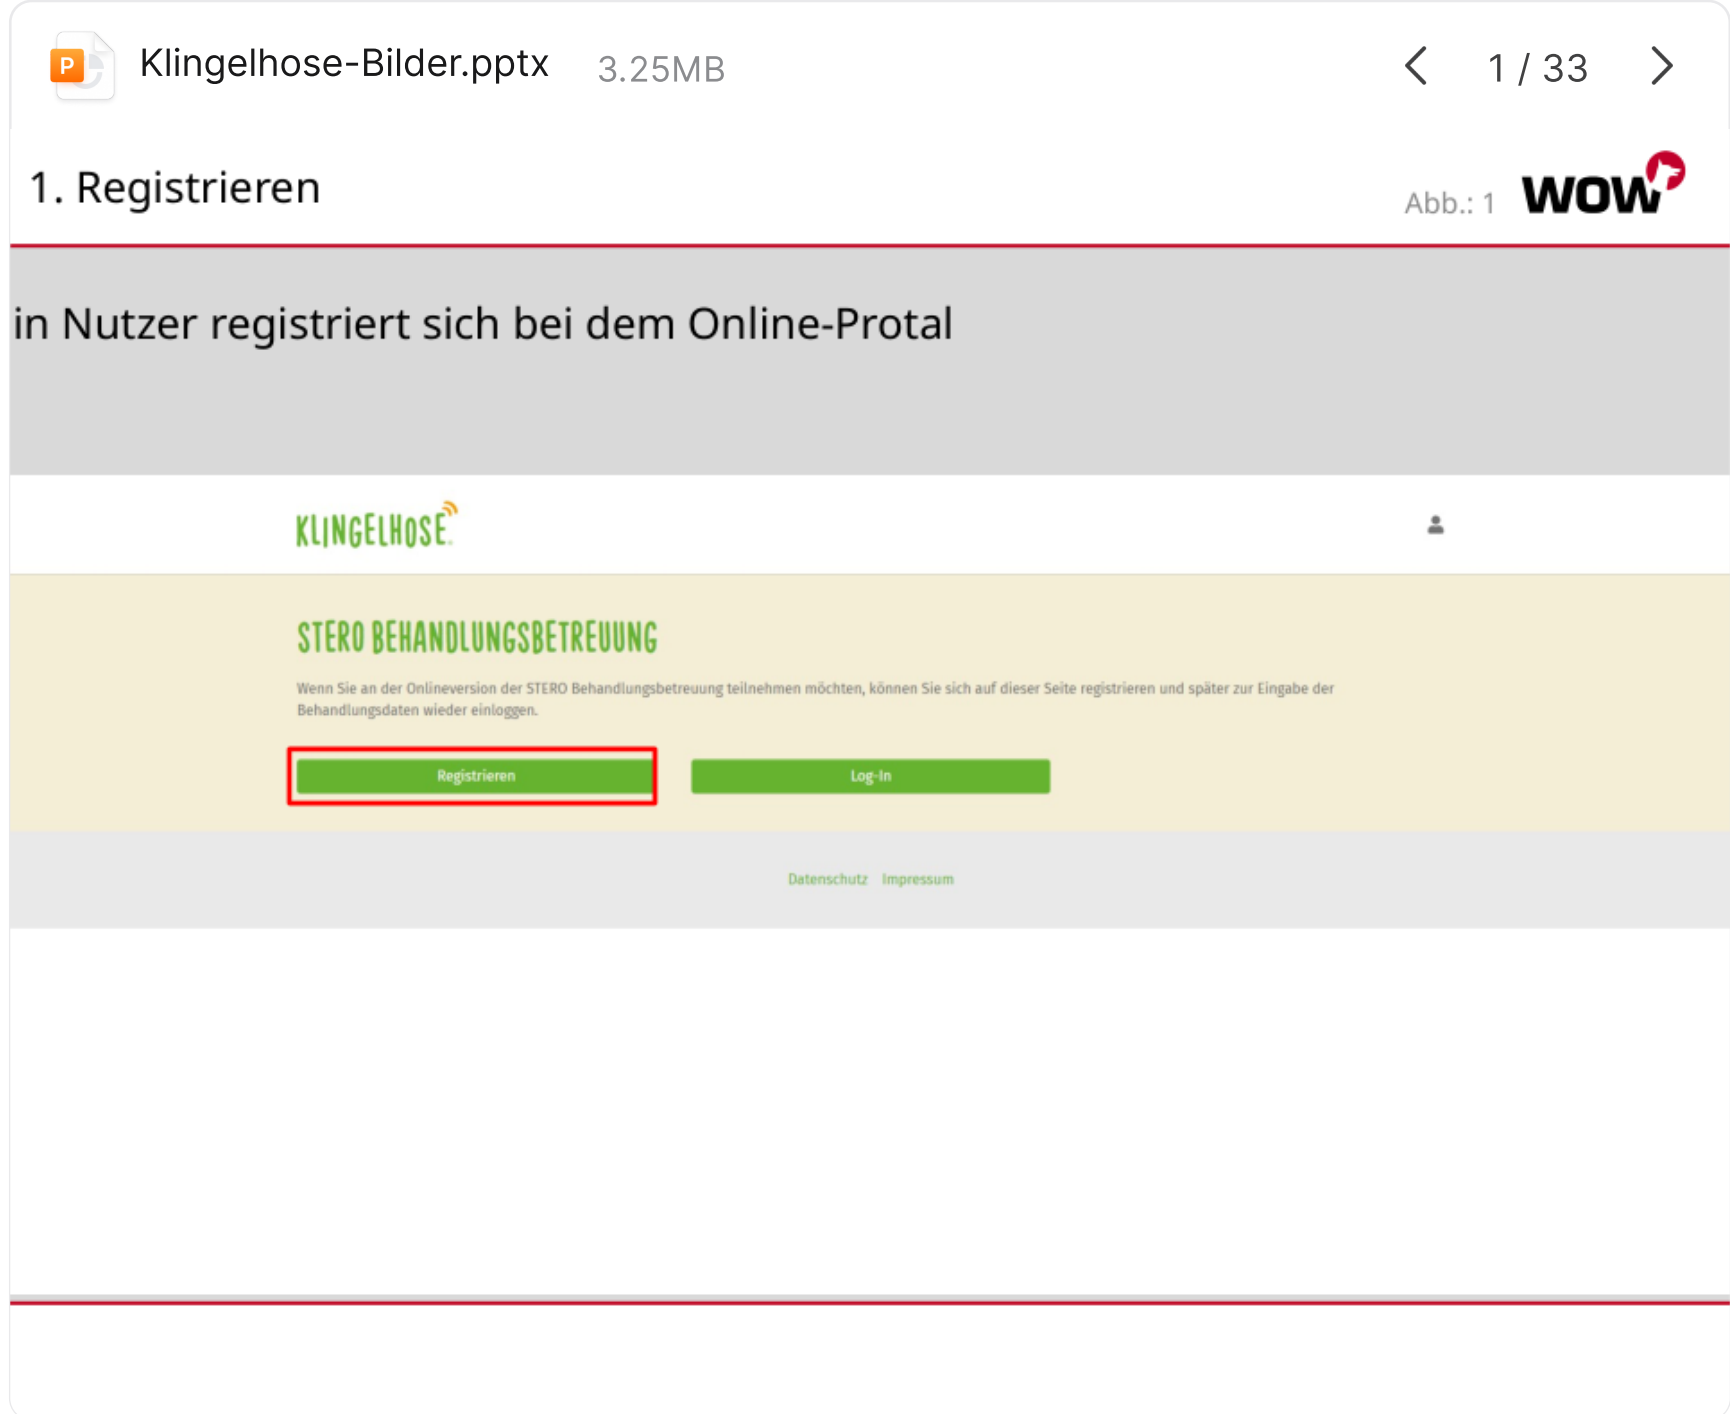 P
Klingelhose-Bilder.pptx
3.25MB
1 / 33
1. Registrieren
Abb.: 1
WOW
in Nutzer registriert sich bei dem Online-Protal
KLINGELHOSE
STERO BEHANDLUNGSBETREUUNG
Wenn Sie an der Onlineversion der STERO Behandlungsbetreuung teilnehmen möchten, können Sie sich auf dieser Seite registrieren und später zur Eingabe der
Behandlungsdaten wieder einloggen.
Registrieren
Log-In
Datenschutz Impressum